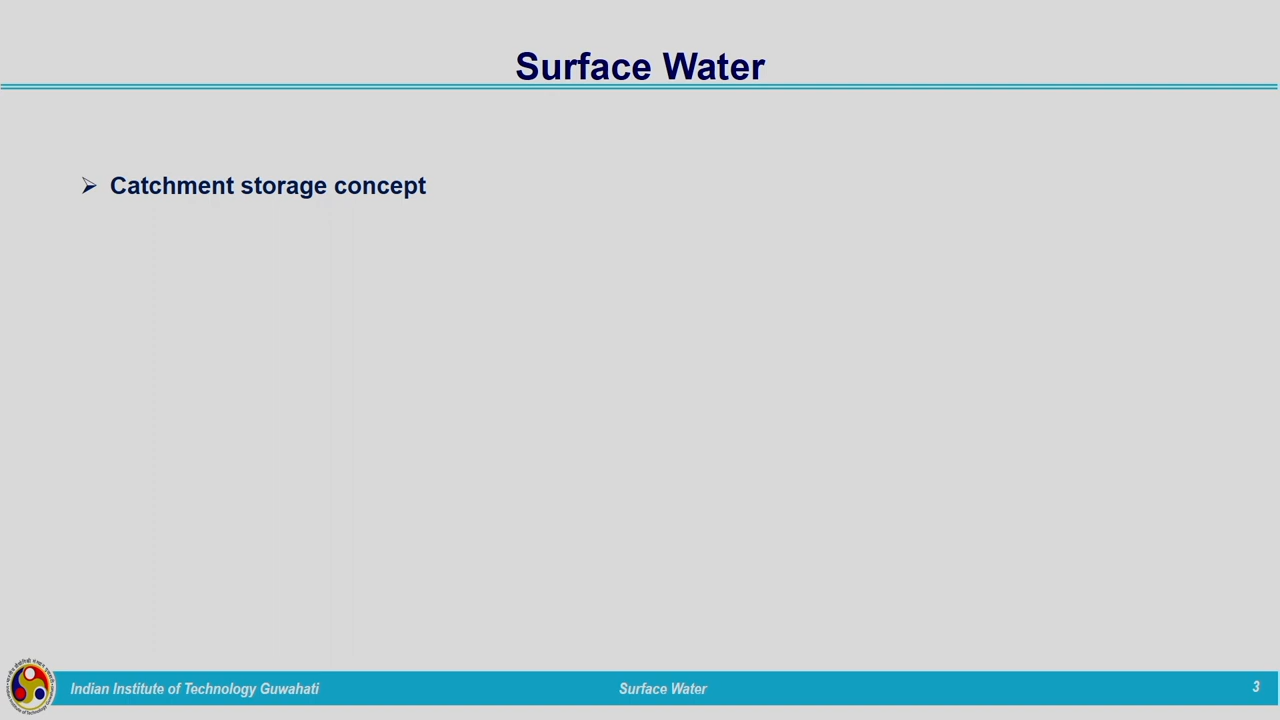 Surface Water
➢ Catchment storage concept
Indian Institute of Technology Guwahati
Surface Water
3